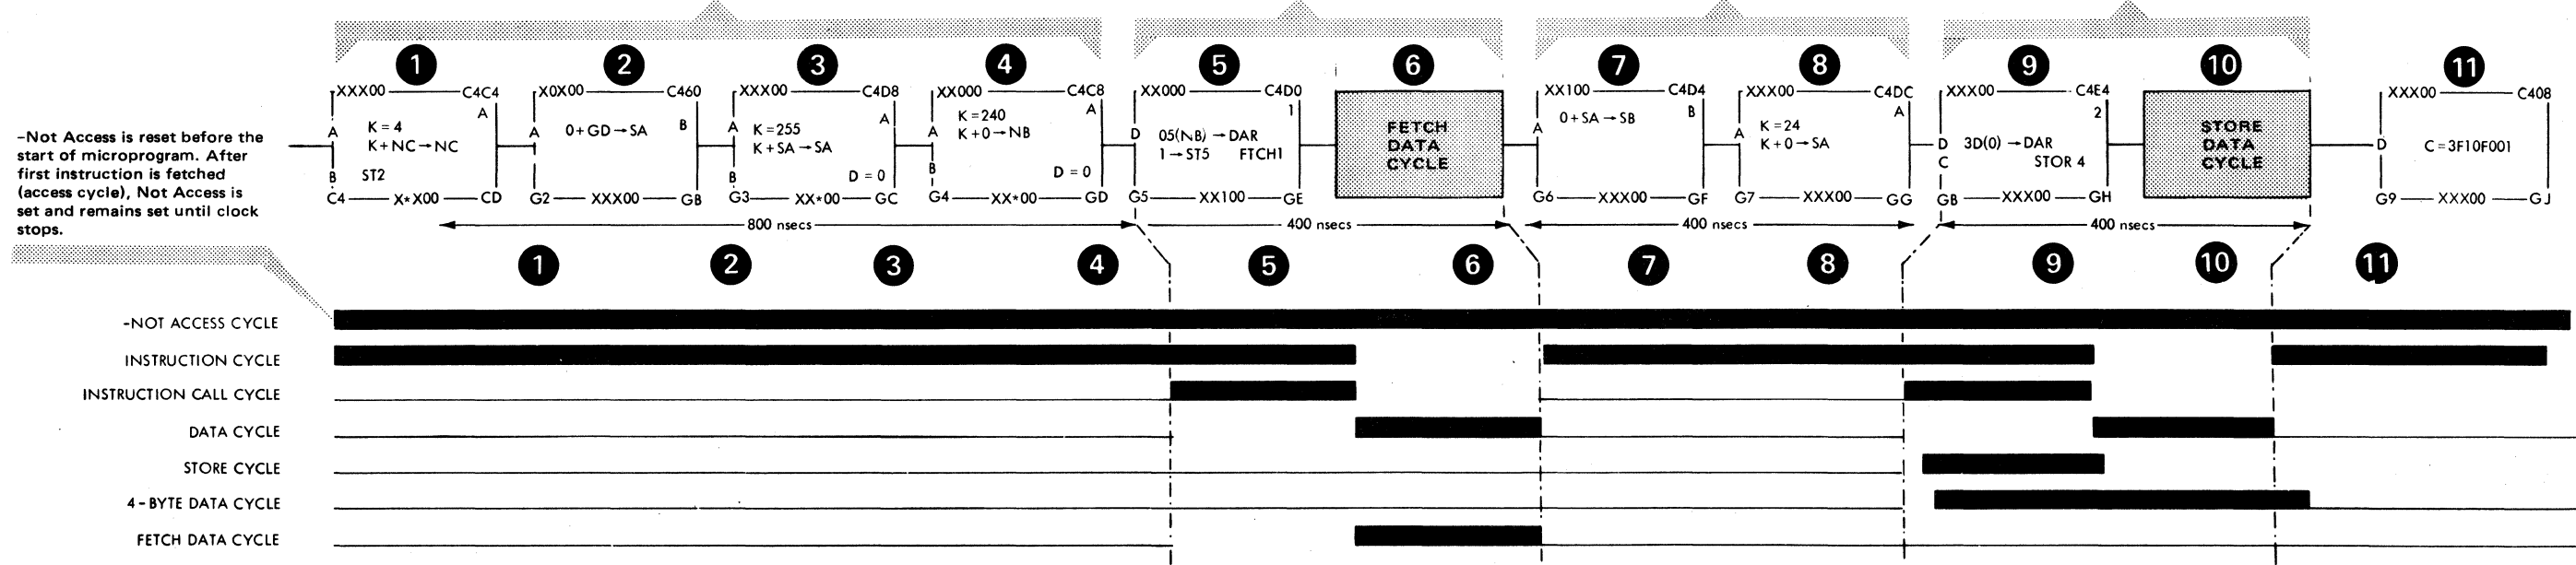 1 2 3 4 5 6 7 8 9 10 11
-Not Access is reset before the
start of microprogram. After
first instruction is fetched
(access cycle), Not Access is
set and remains set until clock
stops.
XXX00 C4C4
A
A
K = 4
K + NC → NC
B ST2
C4 X*X00 CD
X0X00 C460
A 0 + GD → SA B
G2 XXX00 GB
XXX00 C4D8
A
A K = 255
K + SA → SA
B D = 0
G3 XX*00 GC
XX000 C4C8
A
K = 240
A K + 0 → NB
B D = 0
G4 XX*00 GD
XX000 C4D0
1
D 05(NB) → DAR
1 → ST5 FTCH1
G5 XX100 GE
FETCH
DATA
CYCLE
XX100 C4D4
0 + SA → SB B
A
G6 XXX00 GF
XXX00 C4DC
A
A K = 24
K + 0 → SA
G7 XXX00 GG
XXX00 C4E4
2
D 3D(0) → DAR
C STOR 4
GB XXX00 GH
STORE
DATA
CYCLE
XXX00 C408
D C = 3F10F001
G9 XXX00 GJ
800 nsecs 400 nsecs 400 nsecs 400 nsecs
1 2 3 4 5 6 7 8 9 10 11
-NOT ACCESS CYCLE
INSTRUCTION CYCLE
INSTRUCTION CALL CYCLE
DATA CYCLE
STORE CYCLE
4-BYTE DATA CYCLE
FETCH DATA CYCLE